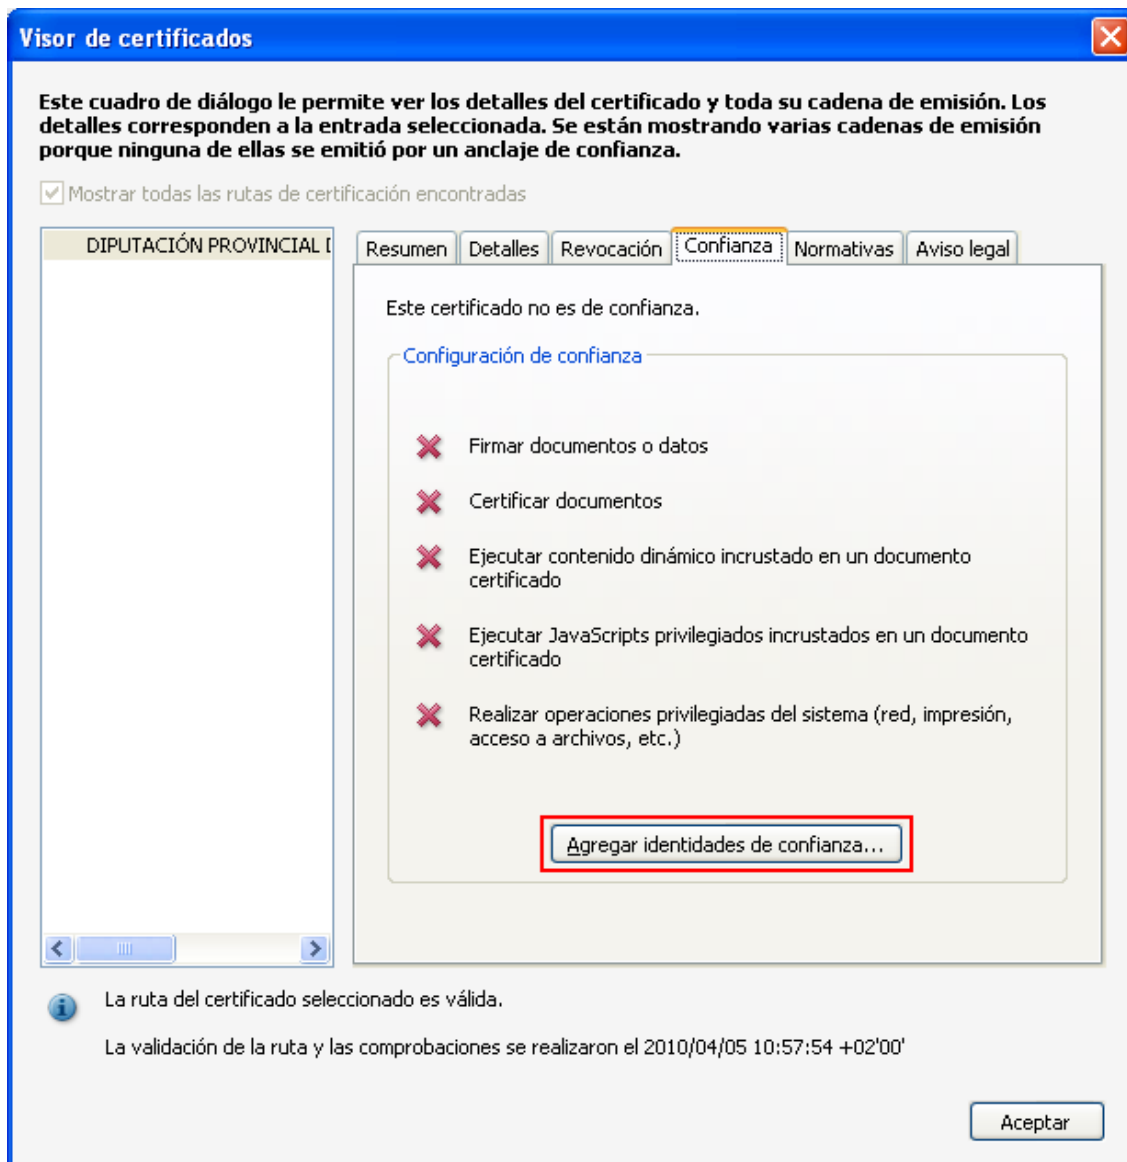 Visor de certificados
Este cuadro de diálogo le permite ver los detalles del certificado y toda su cadena de emisión. Los
detalles corresponden a la entrada seleccionada. Se están mostrando varias cadenas de emisión
porque ninguna de ellas se emitió por un anclaje de confianza.
Mostrar todas las rutas de certificación encontradas
DIPUTACIÓN PROVINCIAL
Resumen Detalles Revocación Confianza Normativas Aviso legal
Este certificado no es de confianza.
Configuración de confianza
Firmar documentos o datos
Certificar documentos
Ejecutar contenido dinámico incrustado en un documento
certificado
Ejecutar JavaScripts privilegiados incrustados en un documento
certificado
Realizar operaciones privilegiadas del sistema (red, impresión,
acceso a archivos, etc.)
Agregar identidades de confianza...
La ruta del certificado seleccionado es válida.
La validación de la ruta y las comprobaciones se realizaron el 2010/04/05 10:57:54 +02'00'
Aceptar